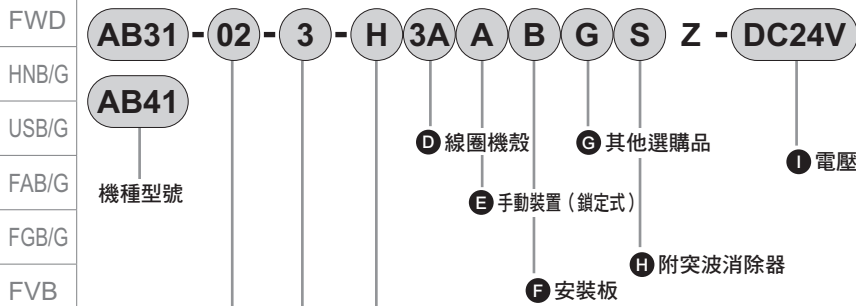 FWD
HNB/G
USB/G
FAB/G
FGB/G
FVB
AB31-02-3-H3AABGSZ-DC24V
AB41
機種型號
D 線圈機殼
G 其他選購品
I 電壓
E 手動裝置(鎖定式)
H 附突波消除器
F 安裝板